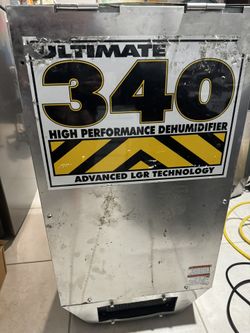 ULTIMATE
340
HIGH PERFORMANCE DEHUMIDIFIER
ADVANCED LGR TECHNOLOGY